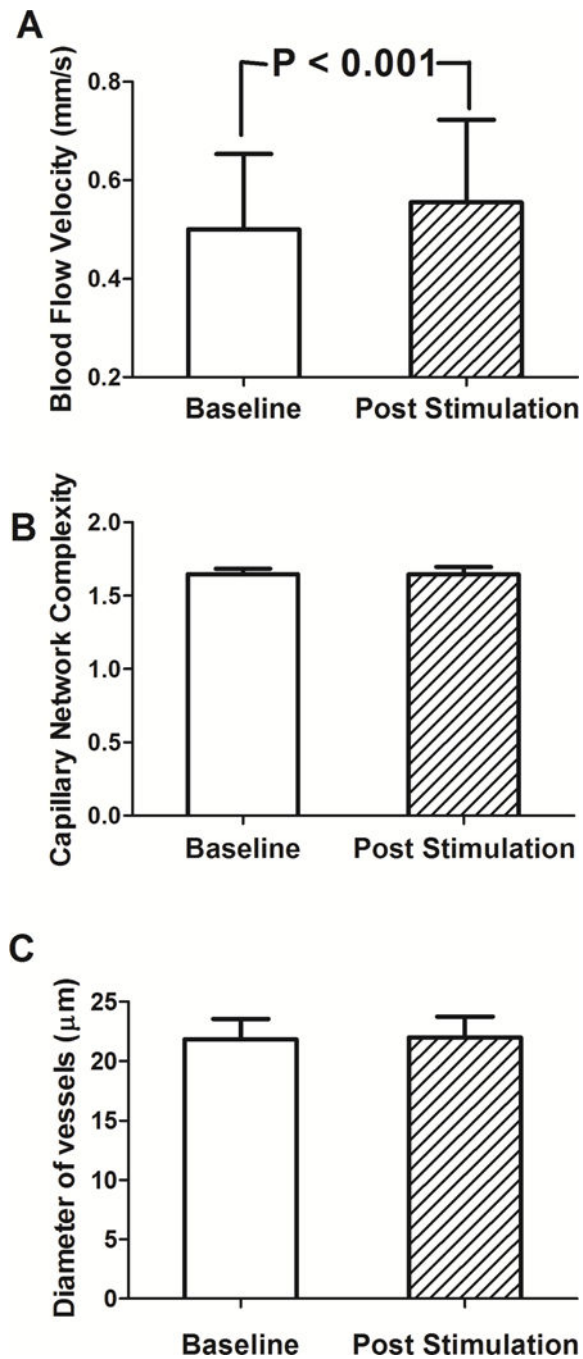 A
P < 0.001
Blood Flow Velocity (mm/s)
0.8
0.6
0.4
0.2
Baseline Post Stimulation
B
Capillary Network Complexity
2.0
1.5
1.0
0.5
0.0
Baseline Post Stimulation
C
Diameter of vessels (μm)
25
20
15
10
5
0
Baseline Post Stimulation